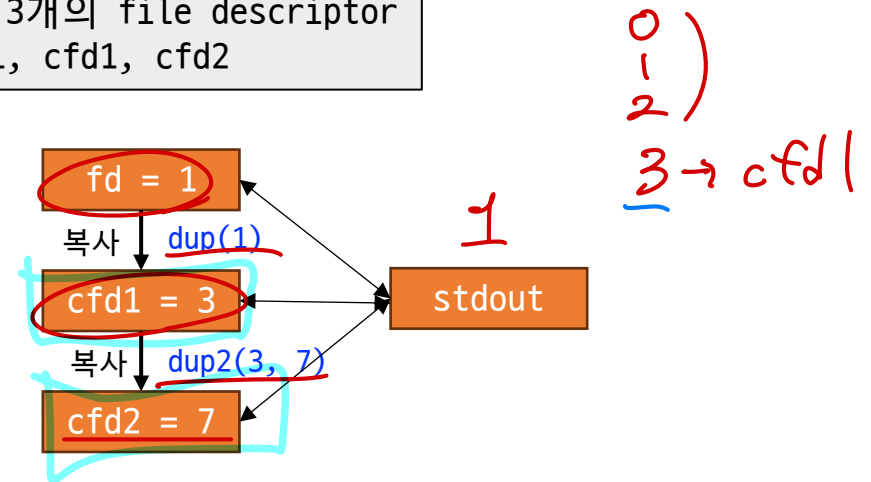 3개의 file descriptor
, cfd1, cfd2
0
1
2
3 → cfd1
fd = 1
복사 dup(1)
1
cfd1 = 3
stdout
복사 dup2(3, 7)
cfd2 = 7